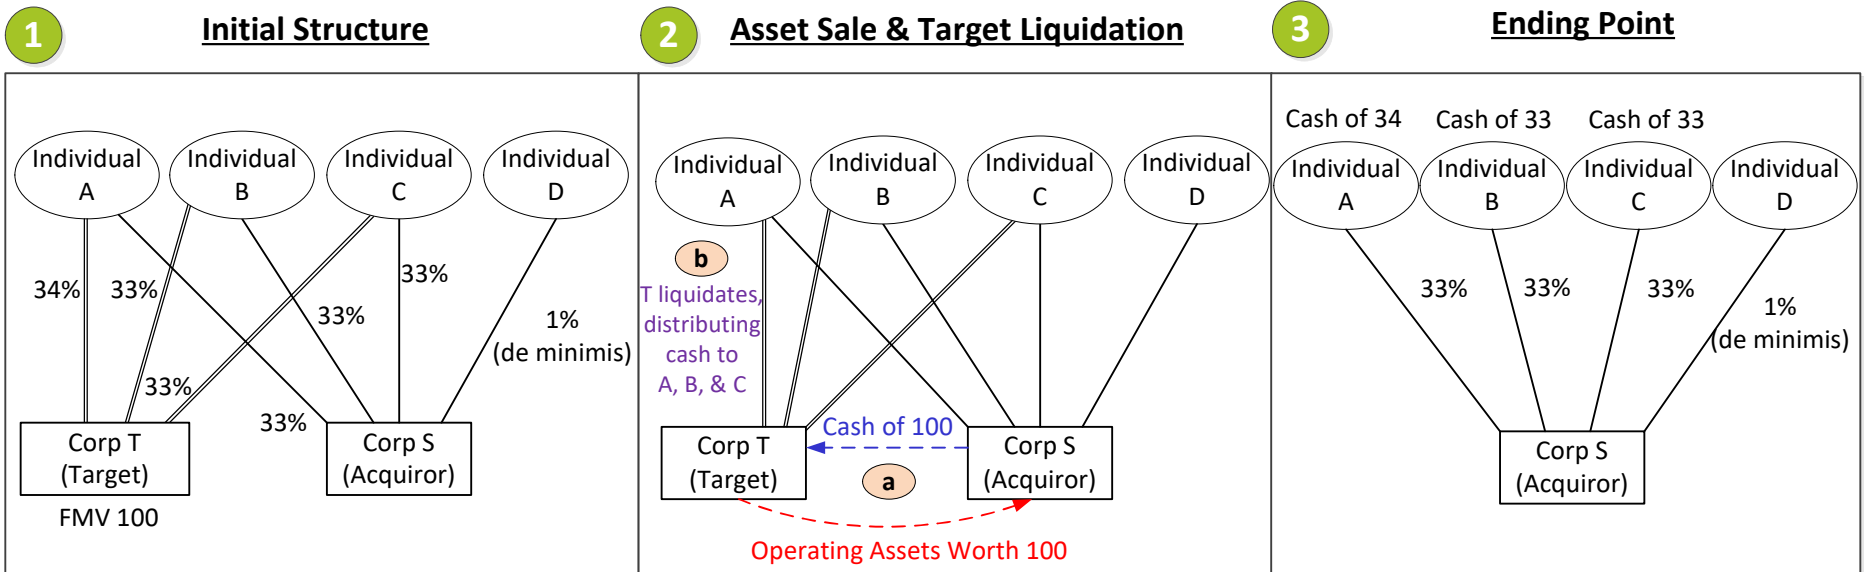 1
Initial Structure
2
Asset Sale & Target Liquidation
3
Ending Point
Individual
A
Individual
B
Individual
C
Individual
D
34%
33%
33%
33%
1%
(de minimis)
33%
33%
Corp T
(Target)
Corp S
(Acquiror)
FMV 100
Individual
A
Individual
B
Individual
C
Individual
D
b
T liquidates,
distributing
cash to
A, B, & C
Cash of 100
Corp T
(Target)
a
Corp S
(Acquiror)
Operating Assets Worth 100
Cash of 34
Cash of 33
Cash of 33
Individual
A
Individual
B
Individual
C
Individual
D
33%
33%
33%
1%
(de minimis)
Corp S
(Acquiror)